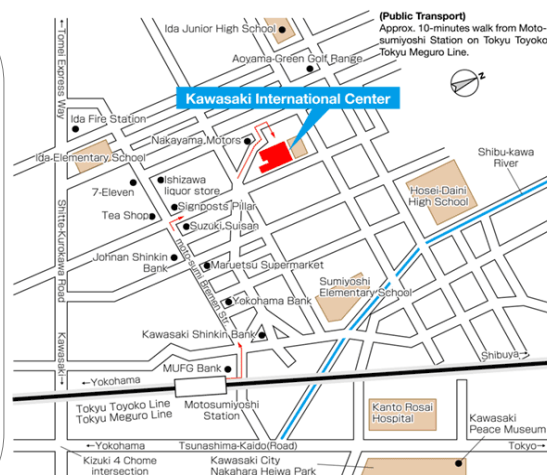 (Public Transport)
Approx. 10-minutes walk from Moto-
sumiyoshi Station on Tokyu Toyoko
Tokyu Meguro Line.
Ida Junior High School
Aoyama Green Golf Range
N
Kawasaki International Center
←Tomei Express Way
Ida Fire Station
Nakayama Motors
Ida Elementary School
Shibu-kawa
River
7-Eleven
Ishizawa
liquor store
Hosei-Daini
High School
Signposts Pillar
Tea Shop
Suzuki Suisan
Shitte-Kurokawa Road
Johnan Shinkin
Bank
moto-sumi Bremen Str.
Maruetsu Supermarket
Sumiyoshi
Elementary School
Yokohama Bank
Kawasaki Shinkin Bank
Kawasaki→
MUFG Bank
Shibuya→
←Yokohama
Tokyu Toyoko Line
Tokyu Meguro Line
Motosumiyoshi
Station
Kanto Rosai
Hospital
Kawasaki
Peace Museum
←Yokohama
Tsunashima-Kaido(Road)
Tokyo→
Kizuki 4 Chome
intersection
Kawasaki City
Nakahara Heiwa Park